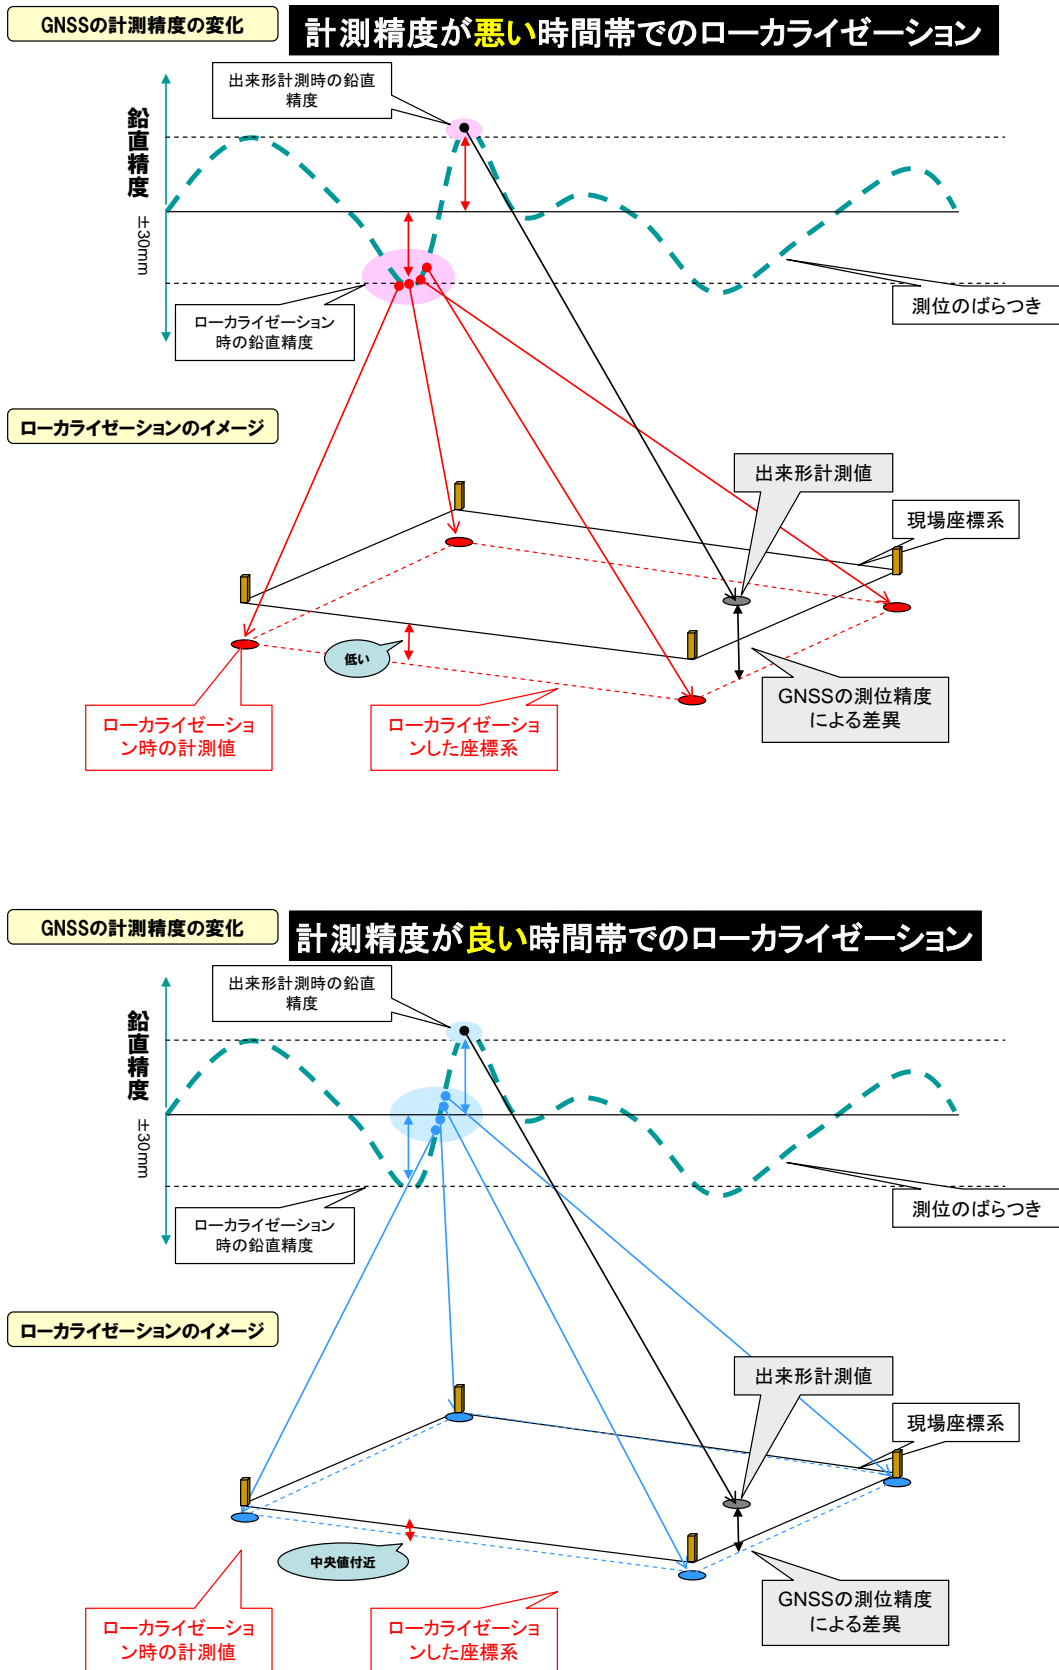 GNSSの計測精度の変化
計測精度が悪い時間帯でのローカライゼーション
出来形計測時の鉛直
精度
鉛直精度
±30mm
測位のばらつき
ローカライゼーション
時の鉛直精度
ローカライゼーションのイメージ
出来形計測値
現場座標系
低い
GNSSの測位精度
による差異
ローカライゼーショ
ン時の計測値
ローカライゼーショ
ンした座標系
GNSSの計測精度の変化
計測精度が良い時間帯でのローカライゼーション
出来形計測時の鉛直
精度
鉛直精度
±30mm
測位のばらつき
ローカライゼーション
時の鉛直精度
ローカライゼーションのイメージ
出来形計測値
現場座標系
中央値付近
GNSSの測位精度
による差異
ローカライゼーショ
ン時の計測値
ローカライゼーショ
ンした座標系